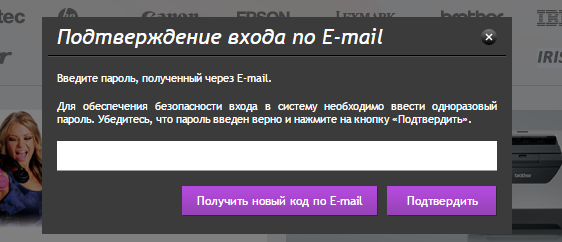 tec hp EPSON LEXMARK brother IBM
Подтверждение входа по E-mail
IRIS
Введите пароль, полученный через E-mail.
Для обеспечения безопасности входа в систему необходимо ввести одноразовый
пароль. Убедитесь, что пароль введен верно и нажмите на кнопку «Подтвердить».
Получить новый код по E-mail Подтвердить
brother